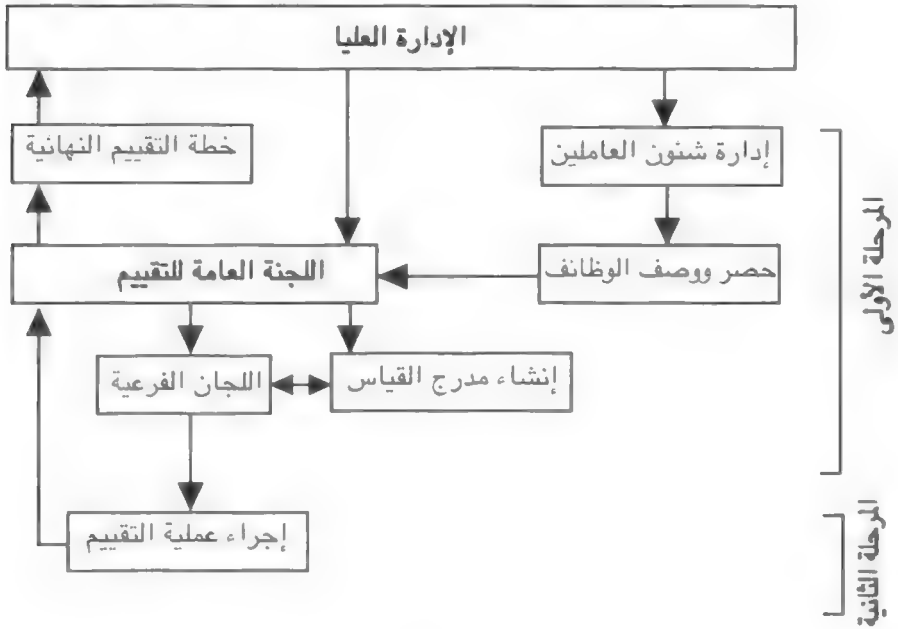 الإدارة العليا
إدارة شئون العاملين
خطة التقييم النهائية
حصر ووصف الوظائف
اللجنة العامة للتقييم
إنشاء مدرج القياس
اللجان الفرعية
إجراء عملية التقييم
المرحلة الأولى
المرحلة الثانية